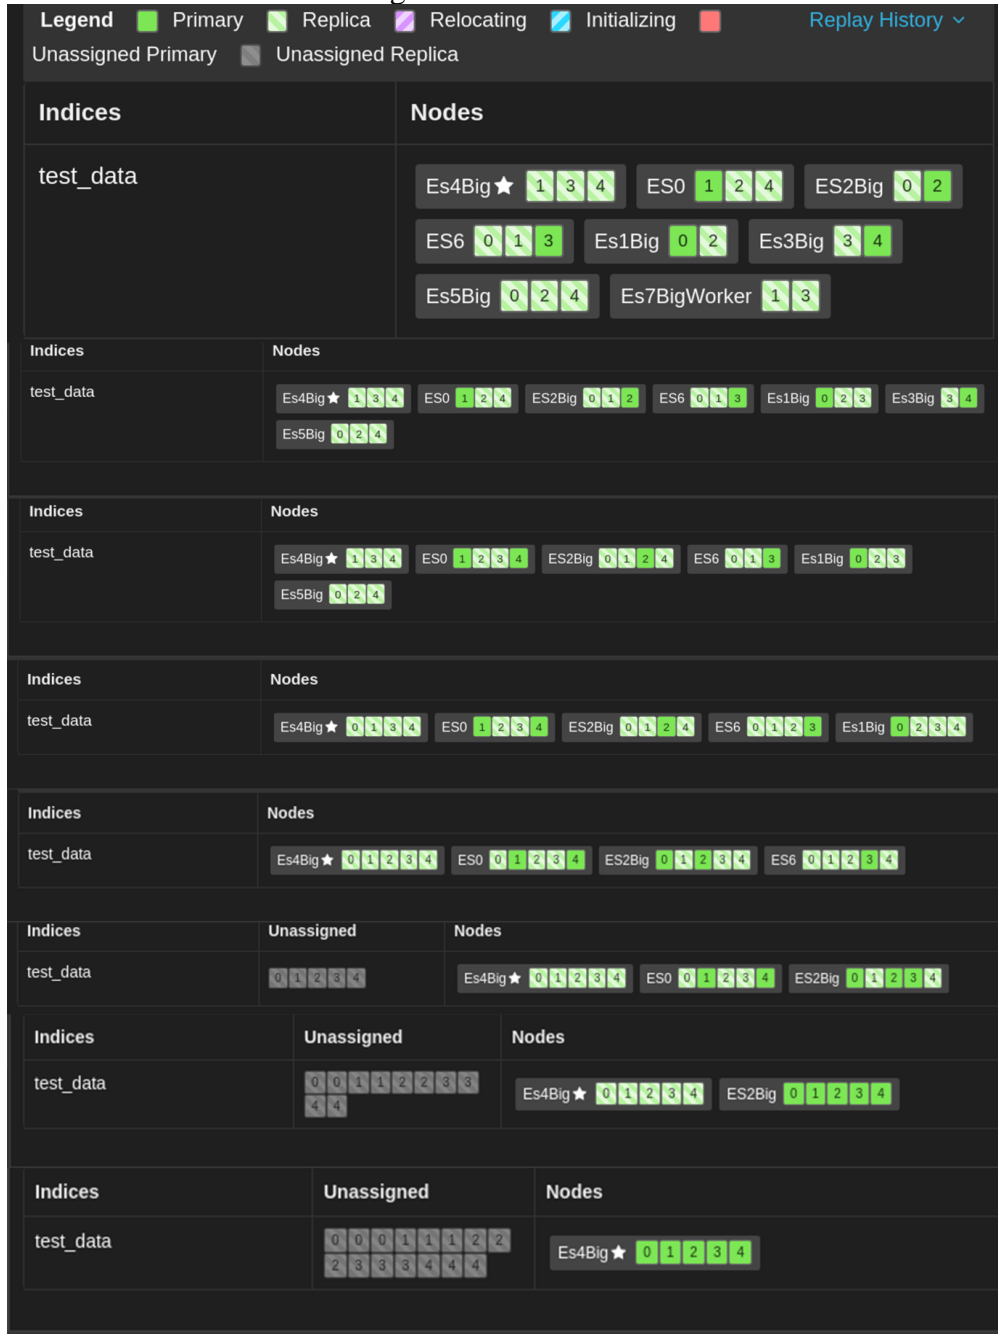 Legend Primary Replica Relocating Initializing Replay History
Unassigned Primary Unassigned Replica
Indices Nodes
test_data Es4Big 1 3 4 ES0 1 2 4 ES2Big 0 2
ES6 0 1 3 Es1Big 0 2 Es3Big 3 4
Es5Big 0 2 4 Es7BigWorker 1 3
Indices Nodes
test_data Es4Big 1 3 4 ES0 1 2 4 ES2Big 0 1 2 ES6 0 1 3 Es1Big 0 2 3 Es3Big 3 4
Es5Big 0 2 4
Indices Nodes
test_data Es4Big 1 3 4 ES0 1 2 3 4 ES2Big 0 1 2 4 ES6 0 1 3 Es1Big 0 2 3
Es5Big 0 2 4
Indices Nodes
test_data Es4Big 0 1 3 4 ES0 1 2 3 4 ES2Big 0 1 2 4 ES6 0 1 2 3 Es1Big 0 2 3 4
Indices Nodes
test_data Es4Big 0 1 2 3 4 ES0 0 1 2 3 4 ES2Big 0 1 2 3 4 ES6 0 1 2 3 4
Indices Unassigned Nodes
test_data 0 1 2 3 4 Es4Big 0 1 2 3 4 ES0 0 1 2 3 4 ES2Big 0 1 2 3 4
Indices Unassigned Nodes
test_data 0 0 1 1 2 2 3 3 Es4Big 0 1 2 3 4 ES2Big 0 1 2 3 4
4 4
Indices Unassigned Nodes
test_data 0 0 0 1 1 1 2 2 Es4Big 0 1 2 3 4
2 3 3 3 4 4 4